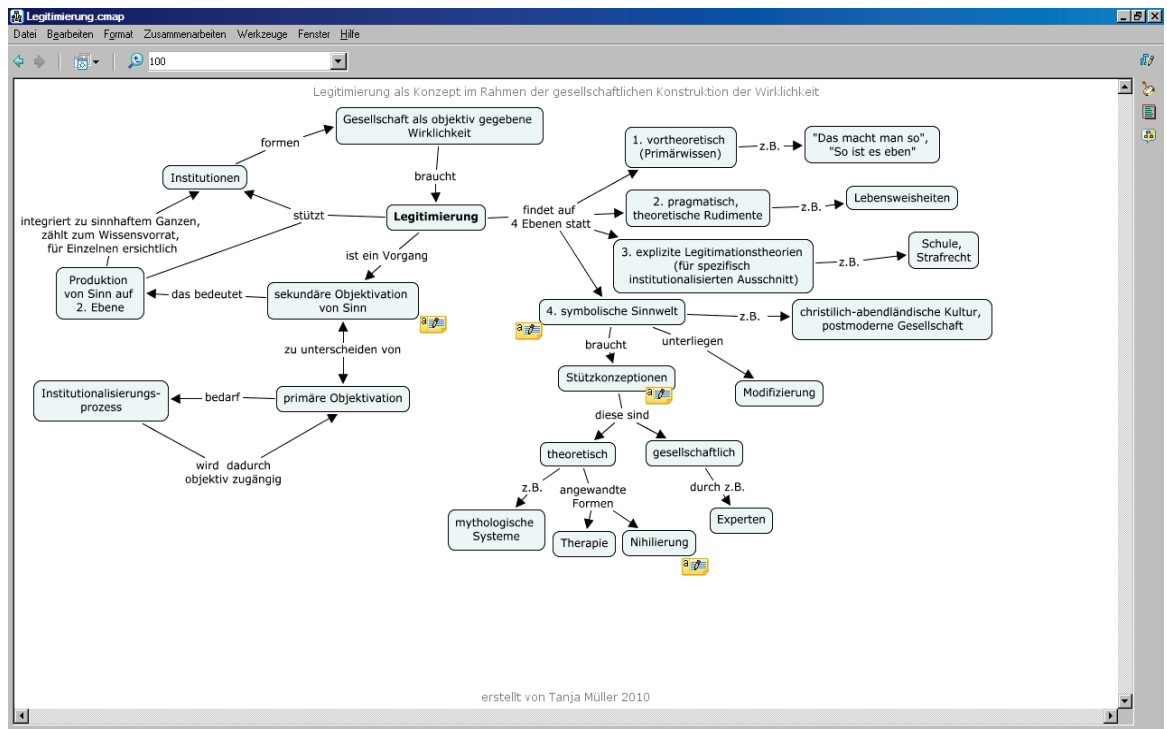 Legitimierung.cmap
Datei Bearbeiten Format Zusammenarbeiten Werkzeuge Fenster Hilfe
100
Legitimierung als Konzept im Rahmen der gesellschaftlichen Konstruktion der Wirklichkeit
Gesellschaft als objektiv gegebene
Wirklichkeit
formen
Institutionen
braucht
Legitimierung
stützt
integriert zu sinnhaftem Ganzen,
zählt zum Wissensvorrat,
für Einzelnen ersichtlich
ist ein Vorgang
Produktion
von Sinn auf
2. Ebene
das bedeutet
sekundäre Objektivation
von Sinn
a
zu unterscheiden von
Institutionalisierungs-
prozess
bedarf
primäre Objektivation
wird dadurch
objektiv zugängig
findet auf
4 Ebenen statt
1. vortheoretisch
(Primärwissen)
z.B.
"Das macht man so",
"So ist es eben"
2. pragmatisch,
theoretische Rudimente
z.B.
Lebensweisheiten
3. explizite Legitimationstheorien
(für spezifisch
institutionalisierten Ausschnitt)
z.B.
Schule,
Strafrecht
4. symbolische Sinnwelt
a
z.B.
christilich-abendländische Kultur,
postmoderne Gesellschaft
braucht
unterliegen
Stützkonzeptionen
a
Modifizierung
diese sind
theoretisch
gesellschaftlich
z.B.
angewandte
Formen
durch z.B.
mythologische
Systeme
Therapie
Nihilierung
a
Experten
erstellt von Tanja Müller 2010